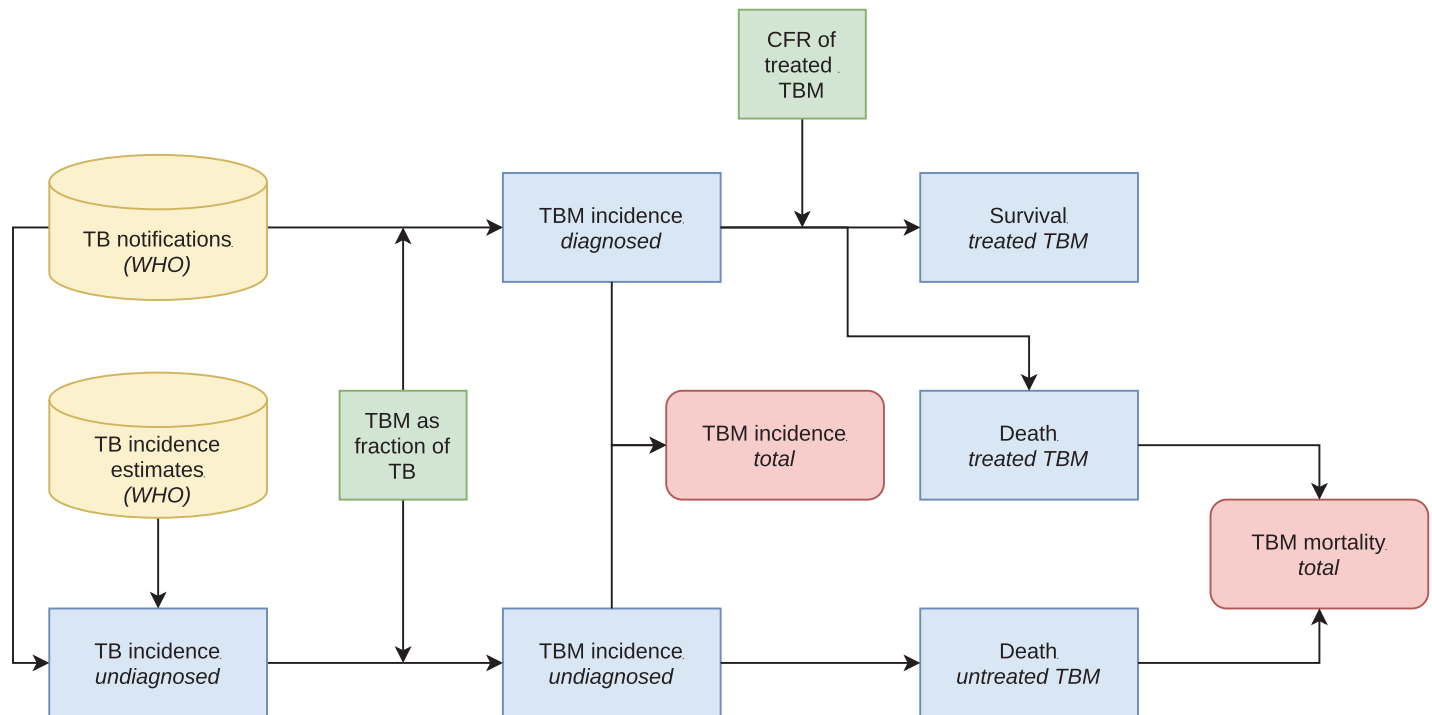 CFR of
treated
TBM
TB notifications
(WHO)
TBM incidence
diagnosed
Survival
treated TBM
TB incidence
estimates
(WHO)
TBM as
fraction of
TB
TBM incidence
total
Death
treated TBM
TBM mortality
total
TB incidence
undiagnosed
TBM incidence
undiagnosed
Death
untreated TBM